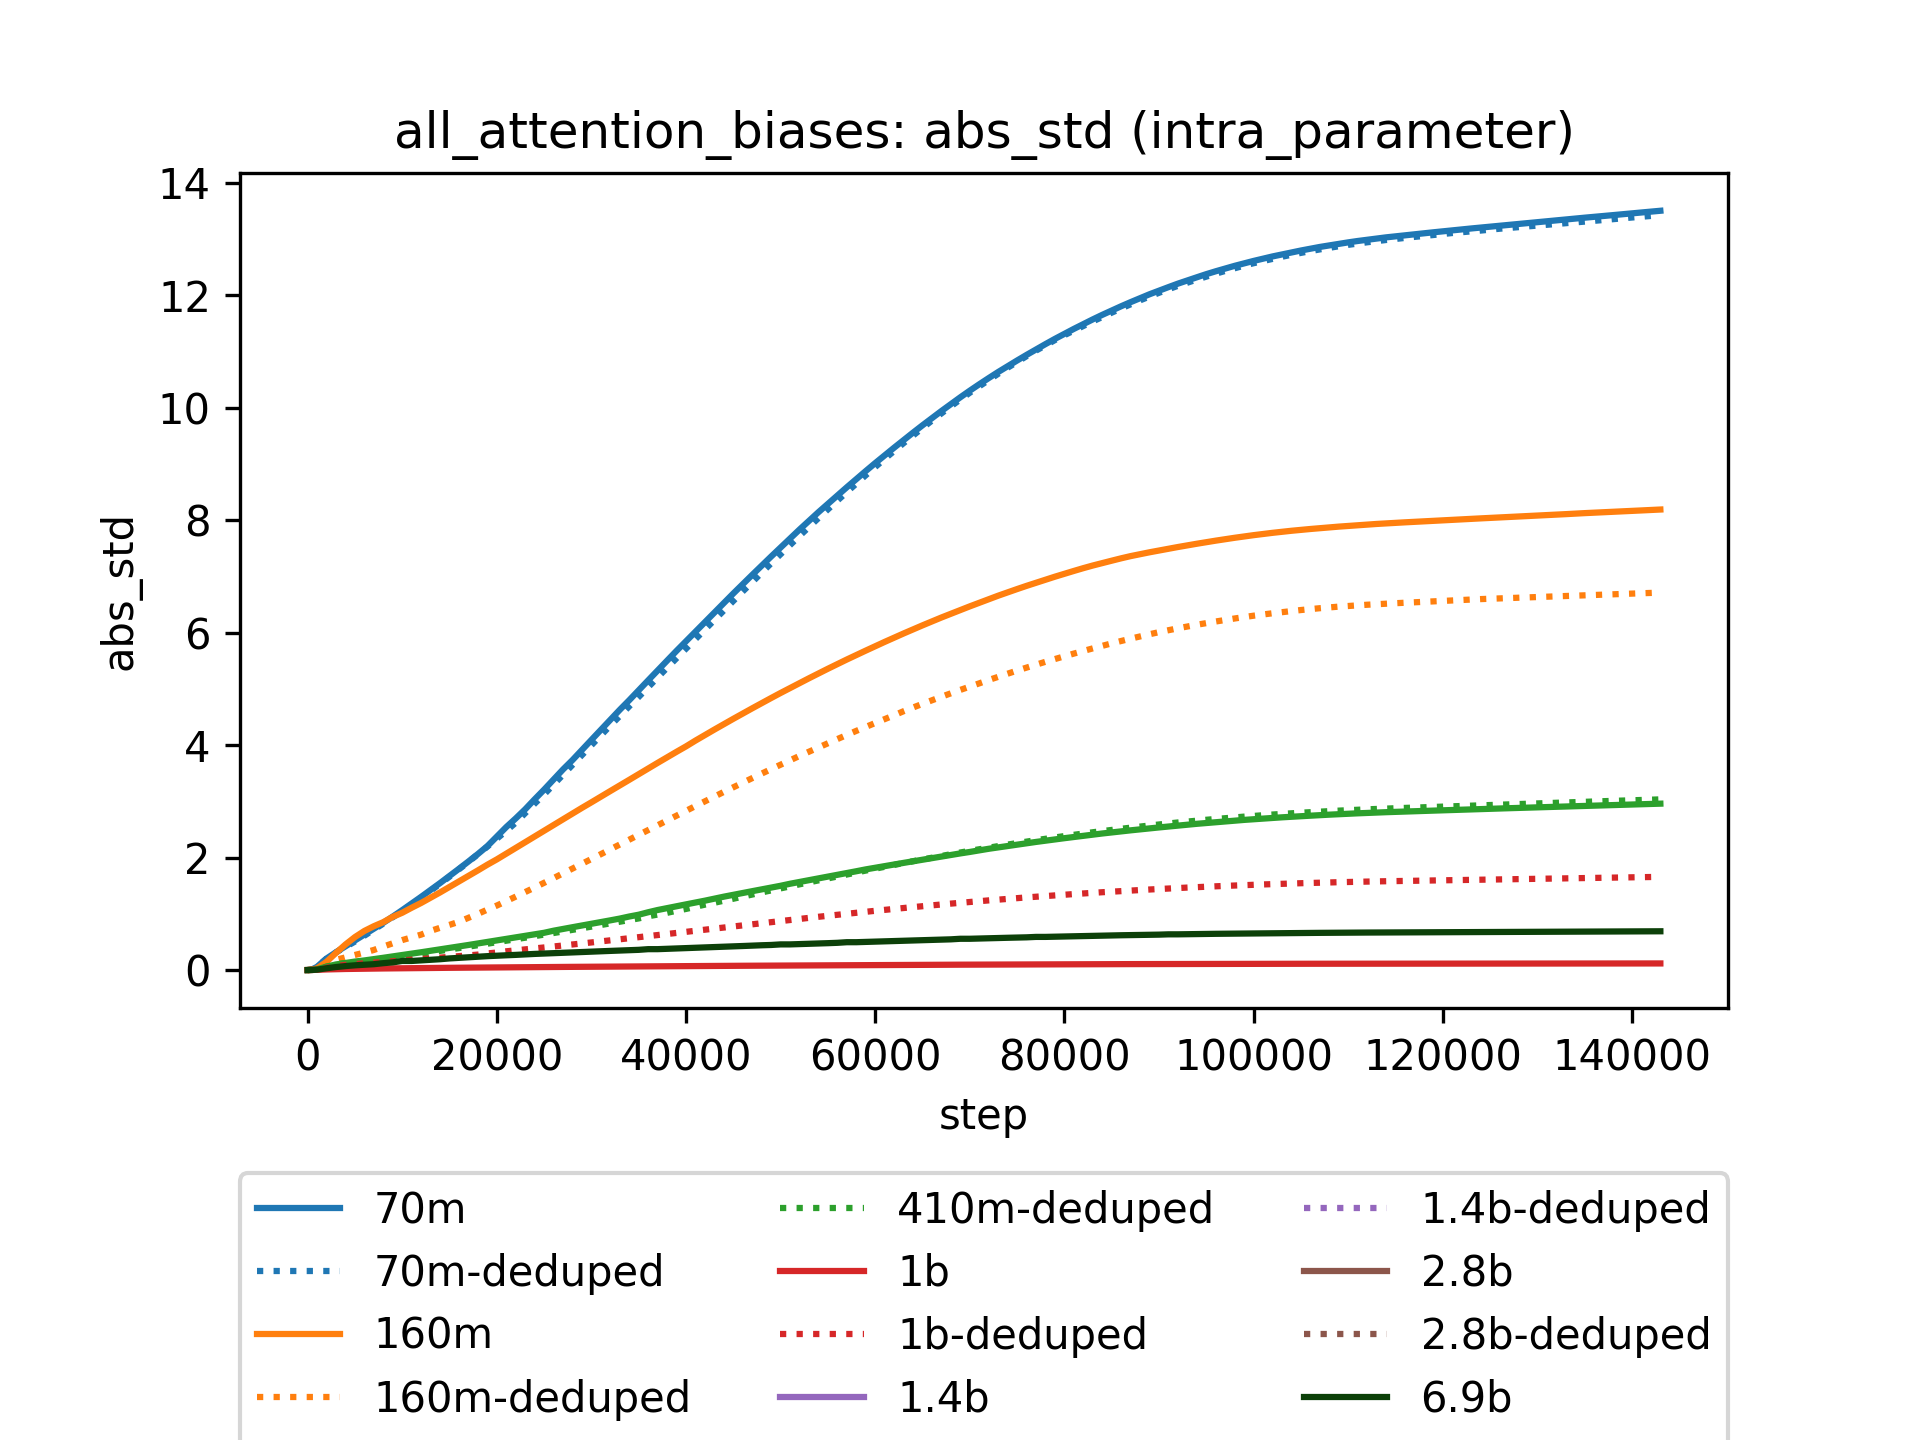 all_attention_biases: abs_std (intra_parameter)
14
12
10
8
6
4
2
0
abs_std
0 20000 40000 60000 80000 100000 120000 140000
step
70m 410m-deduped 1.4b-deduped
70m-deduped 1b 2.8b
160m 1b-deduped 2.8b-deduped
160m-deduped 1.4b 6.9b